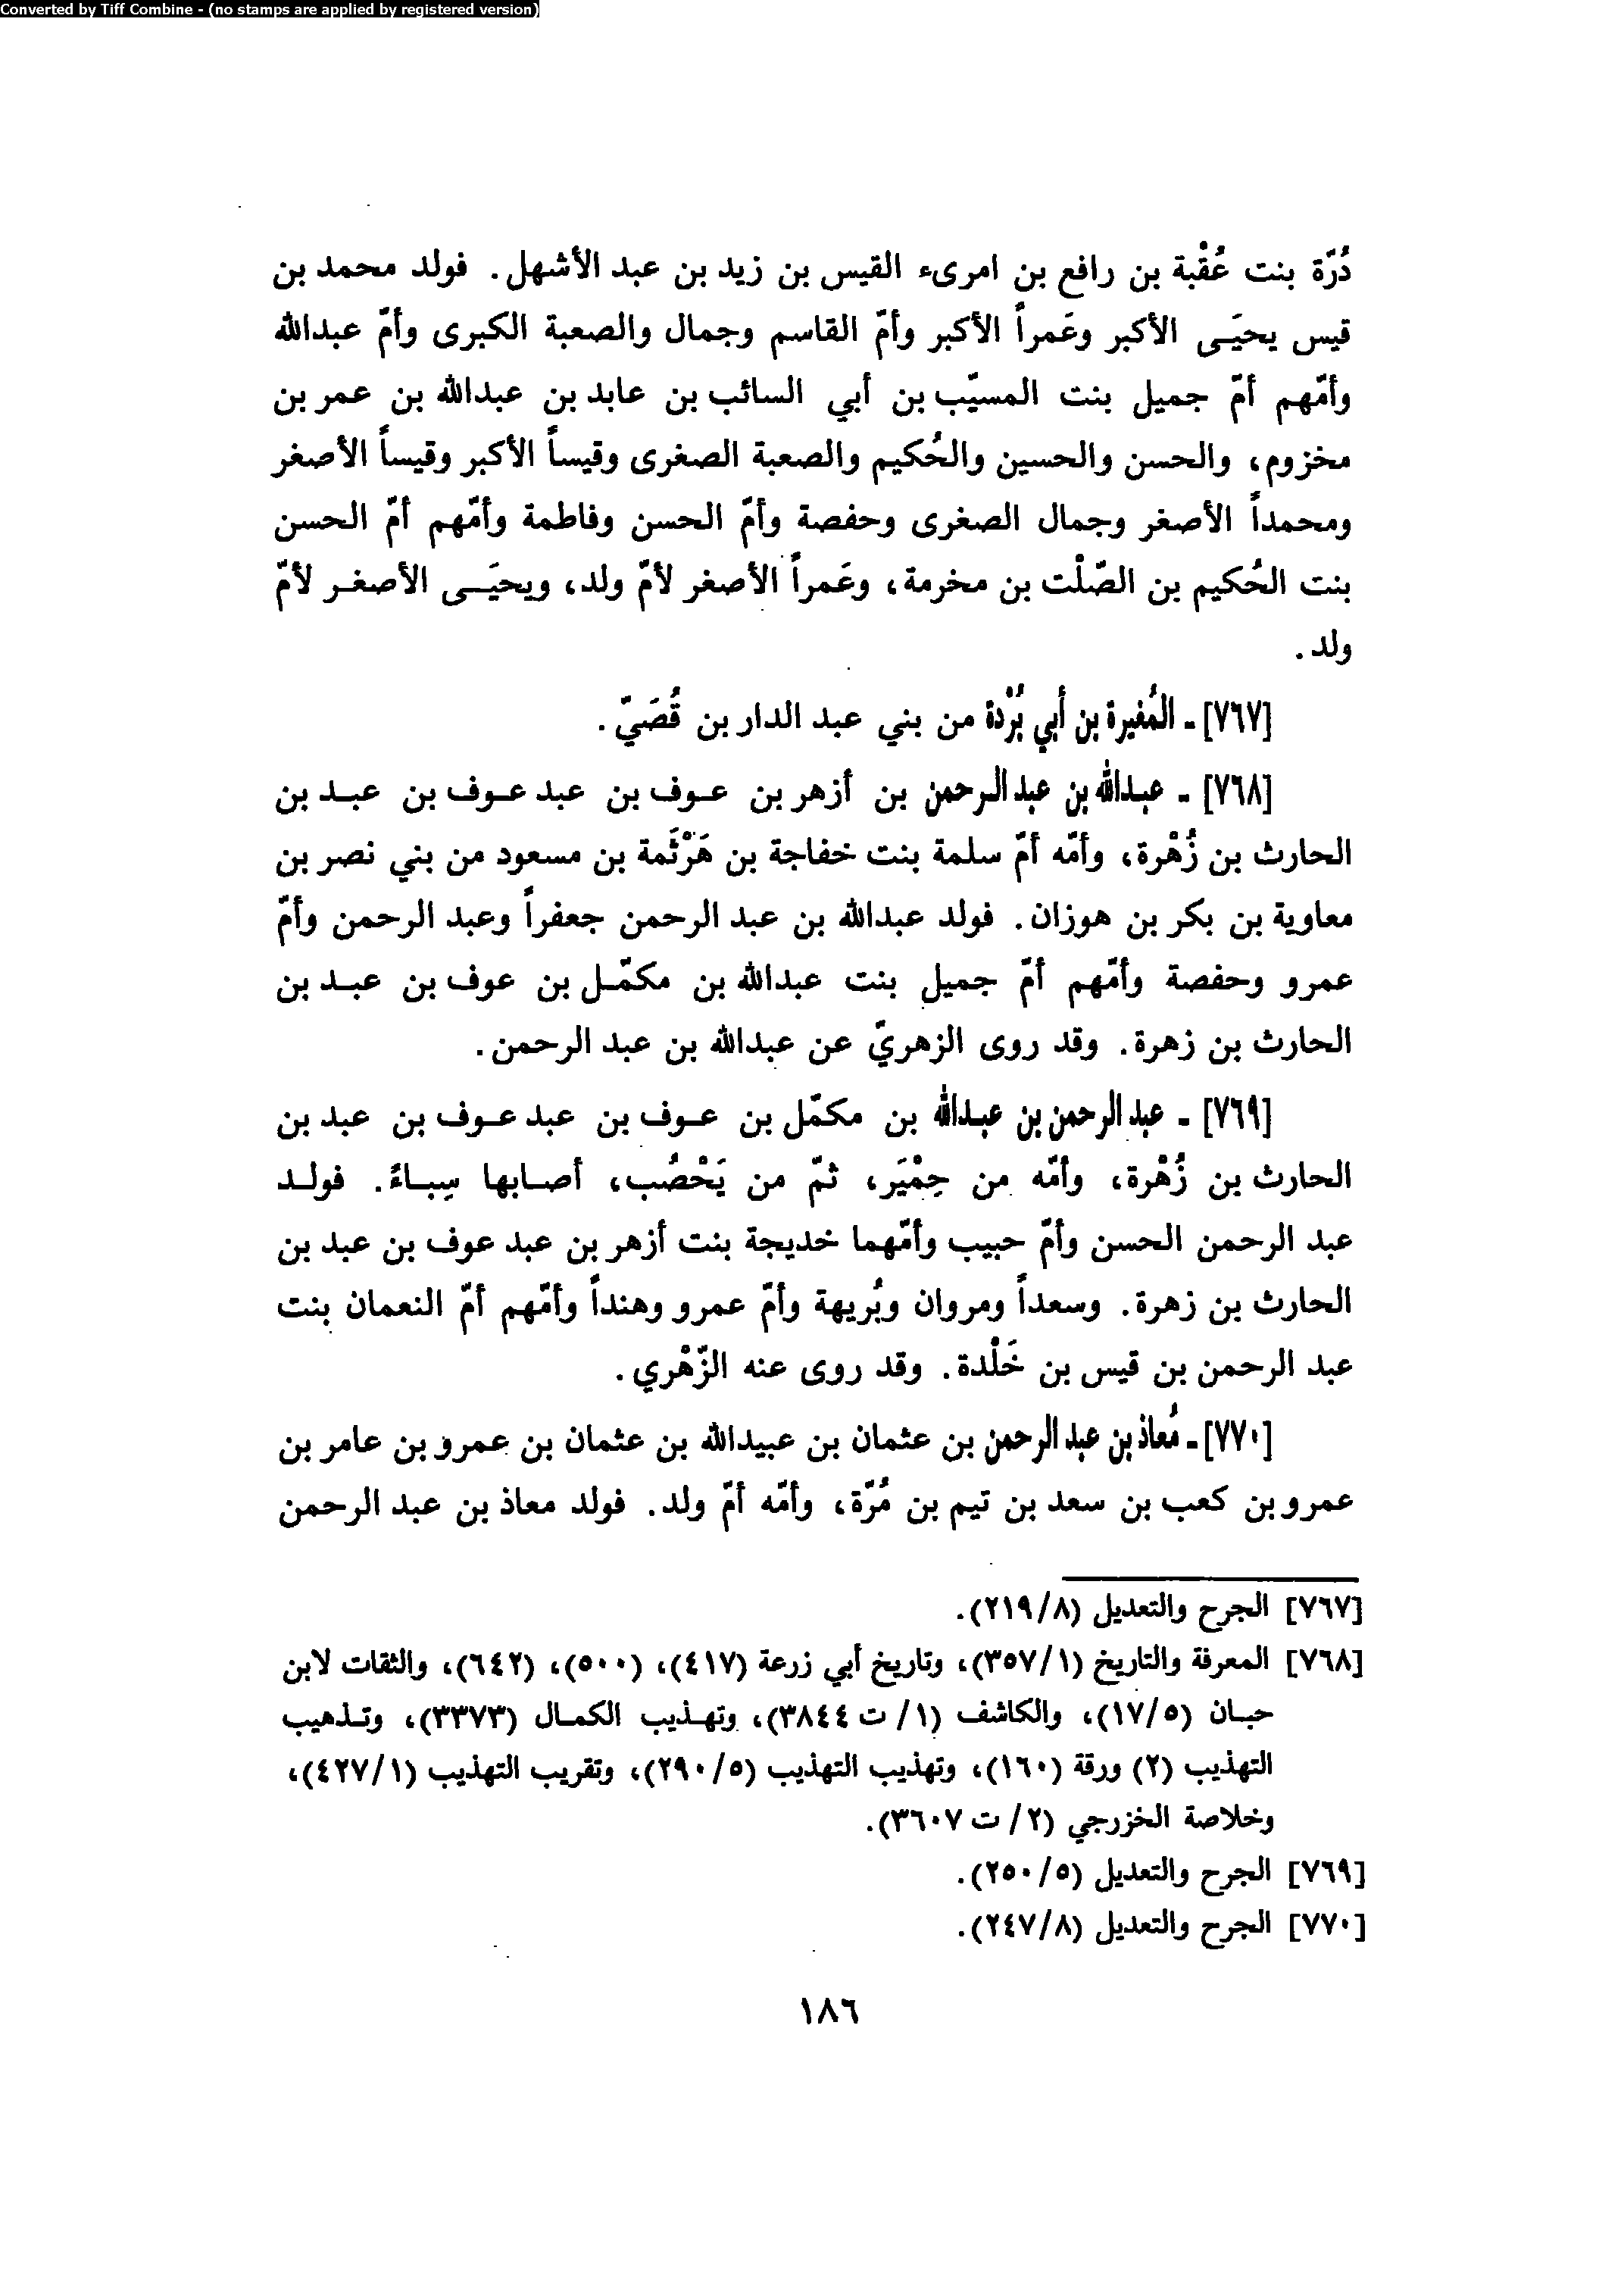 Converted by Tiff Combine - (no stamps are applied by registered version)
دُرّة بنت عُقْبة بن رافع بن امرىء القيس بن زيد بن عبد الأشهل. فولد محمد بن
قيس يحيَـى الأكبر وعَمراً الأكبر وأمّ القاسم وجمال والصعبة الكبرى وأمّ عبدالله
وأمّهم أمّ جميل بنت المسيّب بن أبي السائب بن عابد بن عبدالله بن عمر بن
مخزوم، والحسن والحسين والحُكيم والصعبة الصغرى وقيساً الأكبر وقيساً الأصغر
ومحمداً الأصغر وجمال الصغرى وحفصة وأمّ الحسن وفاطمة وأمّهم أمّ الحسن
بنت الحُكيم بن الصّلْت بن مخرمة، وعَمراً الأصغر لأمّ ولد، ويحيَـى الأصغر لأمّ
ولد.
[٧٦٧] - المُغيرة بن أبي بُرْدة من بني عبد الدار بن قُصَيّ.
[٧٦٨] - عبدالله بن عبد الرحمن بن أزهر بن عوف بن عبد عوف بن عبد بن
الحارث بن زُهْرة، وأمّه أمّ سلمة بنت خفاجة بن هَرْثَمة بن مسعود من بني نصر بن
معاوية بن بكر بن هوزان. فولد عبدالله بن عبد الرحمن جعفراً وعبد الرحمن وأمّ
عمرو وحفصة وأمّهم أمّ جميل بنت عبدالله بن مكمّل بن عوف بن عبد بن
الحارث بن زهرة. وقد روى الزهريّ عن عبدالله بن عبد الرحمن.
[٧٦٩] - عبد الرحمن بن عبدالله بن مكمّل بن عوف بن عبد عوف بن عبد بن
الحارث بن زُهْرة، وأمّه من حِمْيَر، ثمّ من يَحْصُب، أصابها سِباءً. فولد
عبد الرحمن الحسن وأمّ حبيب وأمّهما خديجة بنت أزهر بن عبد عوف بن عبد بن
الحارث بن زهرة. وسعداً ومروان وبُريهة وأمّ عمرو وهنداً وأمّهم أمّ النعمان بنت
عبد الرحمن بن قيس بن خَلْدة. وقد روى عنه الزّهْري.
[٧٧٠] - مُعاذ بن عبد الرحمن بن عثمان بن عبيدالله بن عثمان بن عمرو بن عامر بن
عمرو بن كعب بن سعد بن تيم بن مُرّة، وأمّه أمّ ولد. فولد معاذ بن عبد الرحمن
[٧٦٧] الجرح والتعديل (٢١٩/٨).
[٧٦٨] المعرفة والتاريخ (٣٥٧/١)، وتاريخ أبي زرعة (٤١٧)، (٥٠٠)، (٦٤٢)، والثقات لابن
حبان (١٧/٥)، والكاشف (١/ ت ٣٨٤٤)، وتهذيب الكمال (٣٣٧٣)، وتذهيب
التهذيب (٢) ورقة (١٦٠)، وتهذيب التهذيب (٢٩٠/٥)، وتقريب التهذيب (٤٢٧/١)،
وخلاصة الخزرجي (٢/ ت ٣٦٠٧).
[٧٦٩] الجرح والتعديل (٢٥٠/٥).
[٧٧٠] الجرح والتعديل (٢٤٧/٨).
١٨٦